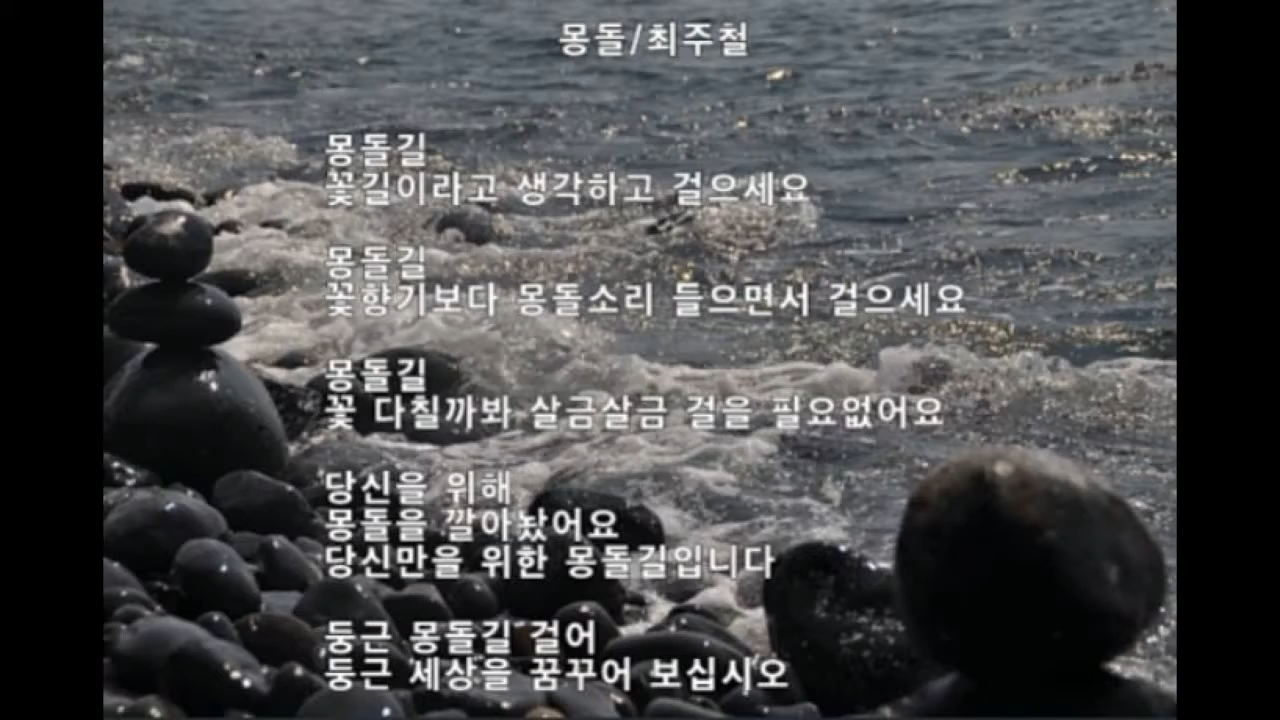 몽돌/최주철
몽돌길
꽃길이라고 생각하고 걸으세요
몽돌길
꽃향기보다 몽돌소리 들으면서 걸으세요
몽돌길
꽃 다칠까봐 살금살금 걸을 필요없어요
당신을 위해
몽돌을 깔아놨어요
당신만을 위한 몽돌길입니다
둥근 몽돌길 걸어
둥근 세상을 꿈꾸어 보십시오